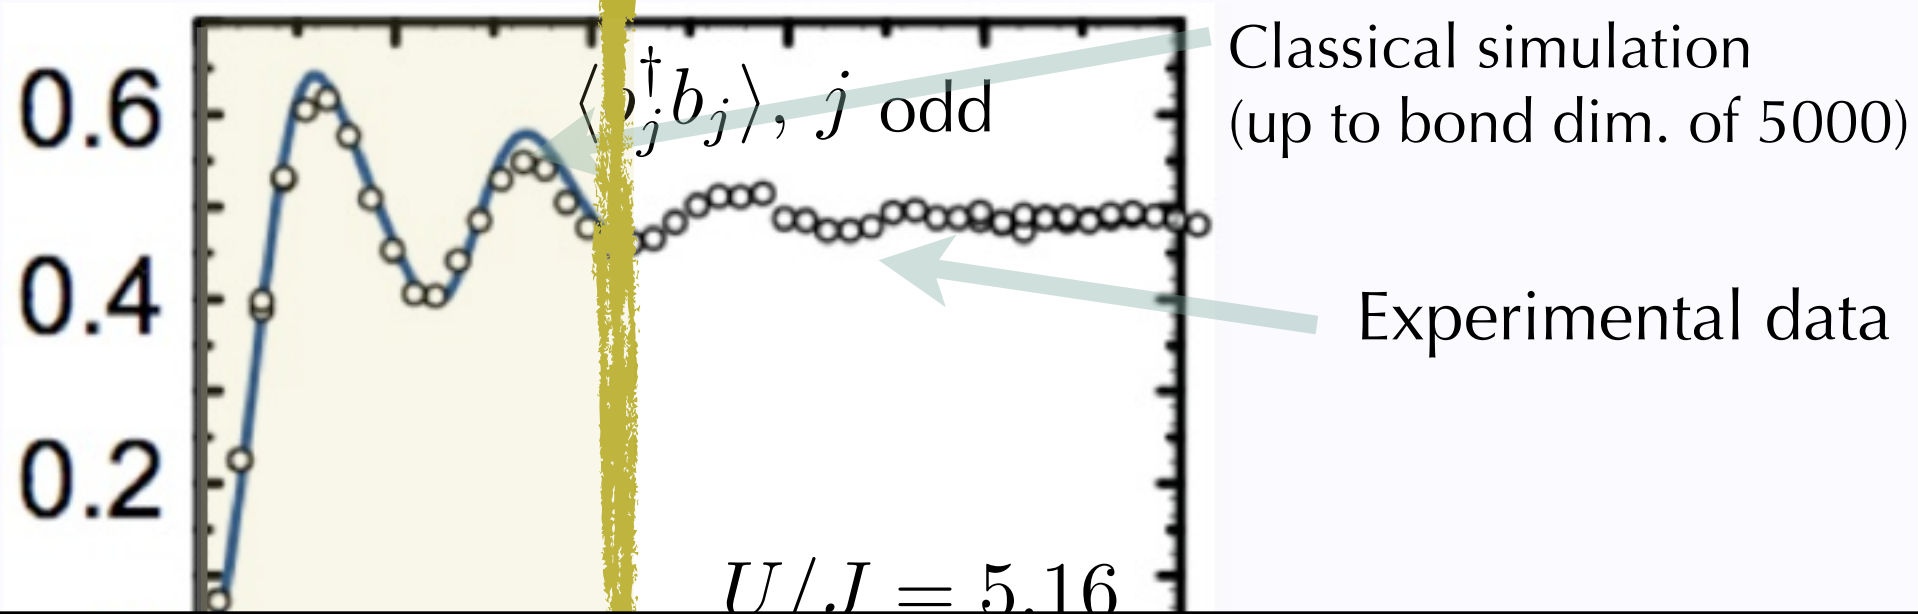 0.6
0.4
0.2
⟨b†j bj⟩, j odd
U/J = 5.16
Classical simulation
(up to bond dim. of 5000)
Experimental data